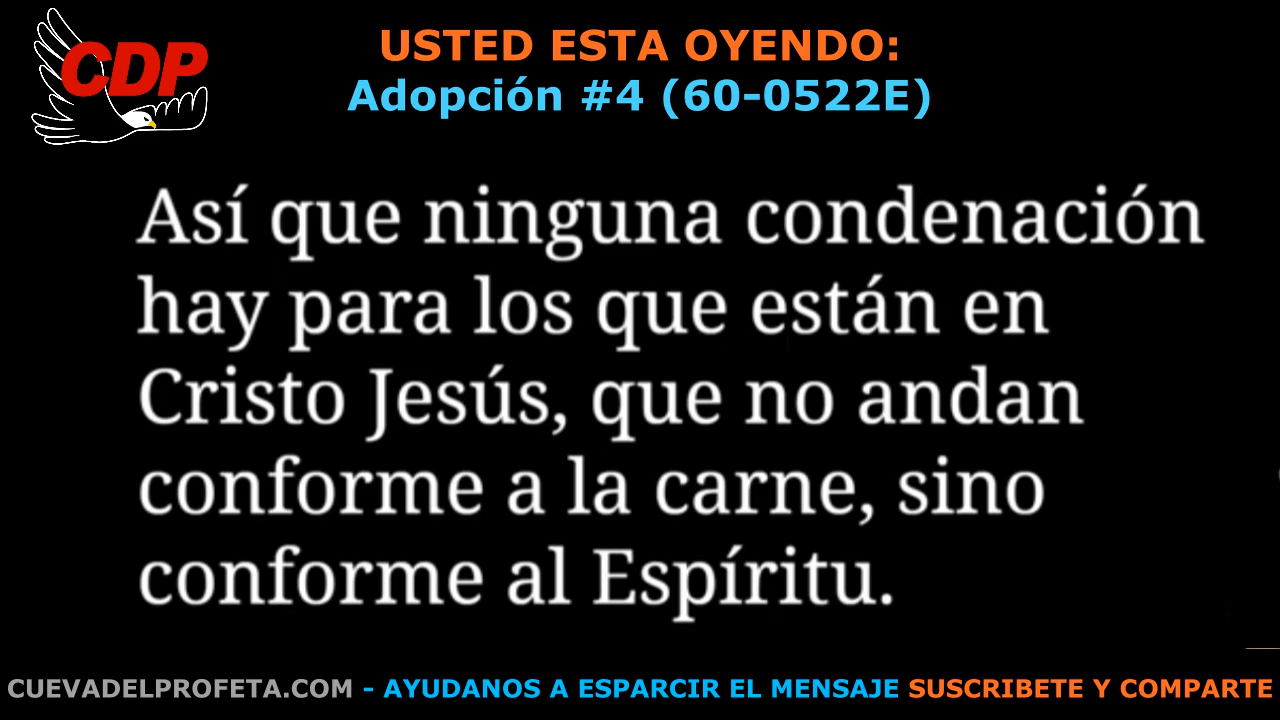 CDP
USTED ESTA OYENDO:
Adopción #4 (60-0522E)
Así que ninguna condenación
hay para los que están en
Cristo Jesús, que no andan
conforme a la carne, sino
conforme al Espíritu.
CUEVADELPROFETA.COM - AYUDANOS A ESPARCIR EL MENSAJE SUSCRIBETE Y COMPARTE